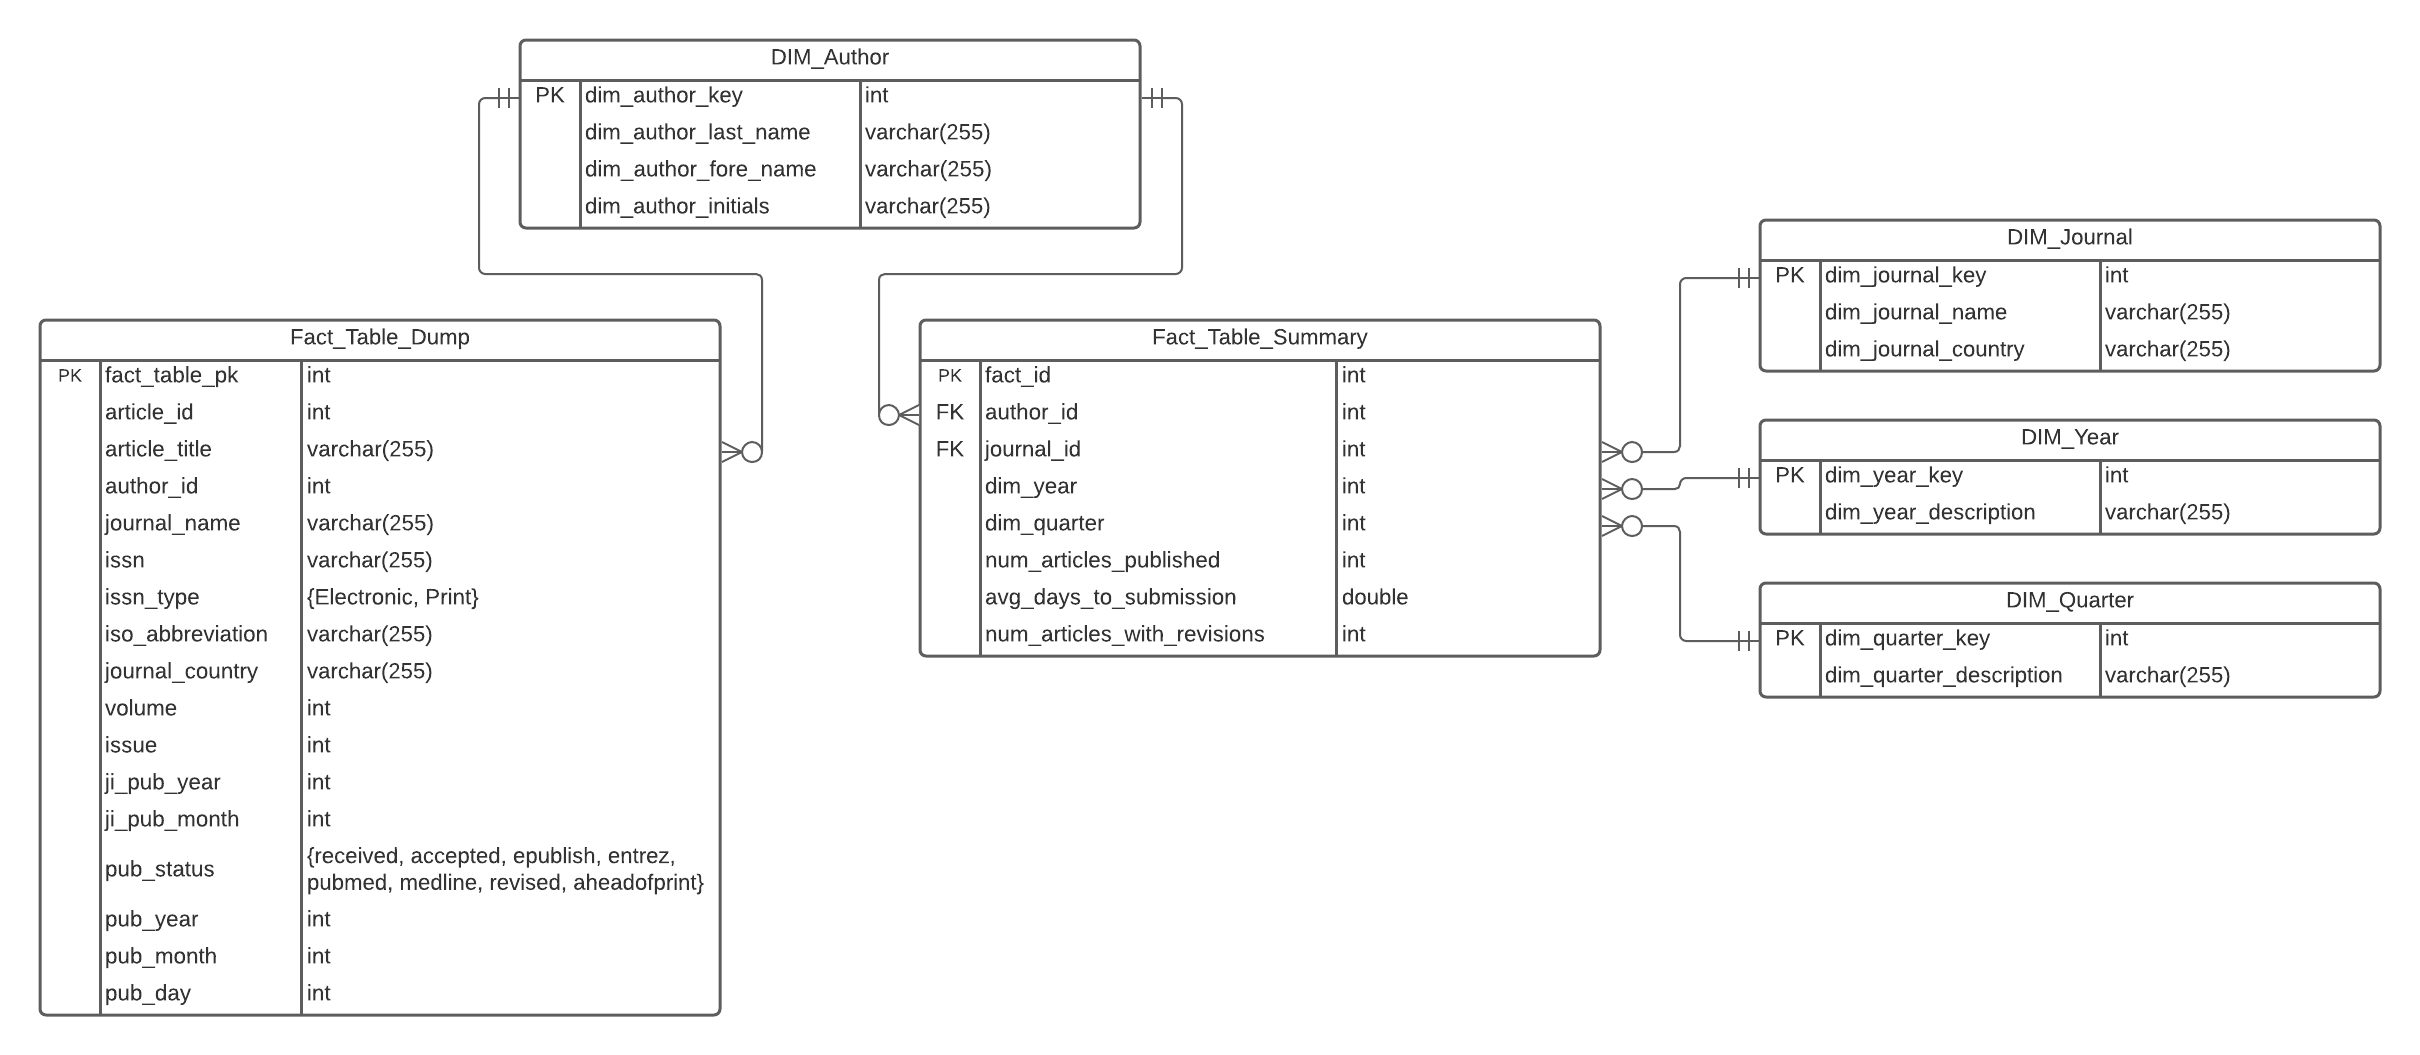 DIM_Author
PK dim_author_key int
dim_author_last_name varchar(255)
dim_author_fore_name varchar(255)
dim_author_initials varchar(255)
Fact_Table_Dump
PK fact_table_pk int
article_id int
article_title varchar(255)
author_id int
journal_name varchar(255)
issn varchar(255)
issn_type {Electronic, Print}
iso_abbreviation varchar(255)
journal_country varchar(255)
volume int
issue int
ji_pub_year int
ji_pub_month int
pub_status {received, accepted, epublish, entrez,
pubmed, medline, revised, aheadofprint}
pub_year int
pub_month int
pub_day int
Fact_Table_Summary
PK fact_id int
FK author_id int
FK journal_id int
dim_year int
dim_quarter int
num_articles_published int
avg_days_to_submission double
num_articles_with_revisions int
DIM_Journal
PK dim_journal_key int
dim_journal_name varchar(255)
dim_journal_country varchar(255)
DIM_Year
PK dim_year_key int
dim_year_description varchar(255)
DIM_Quarter
PK dim_quarter_key int
dim_quarter_description varchar(255)